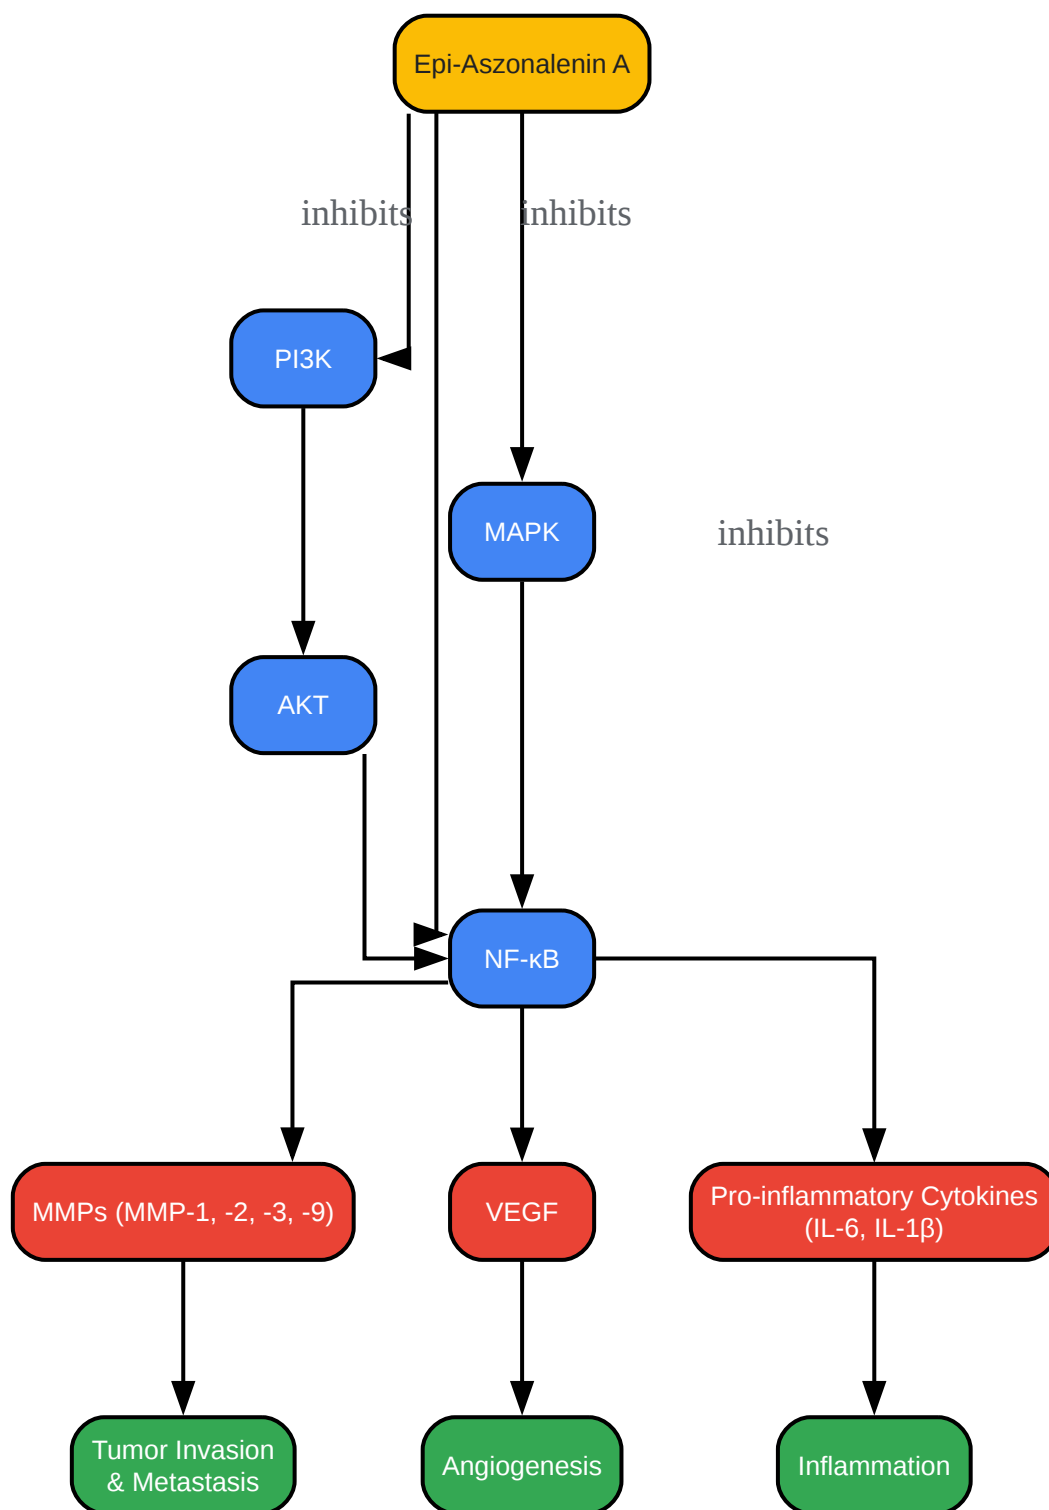 Epi-Aszonalenin A
inhibits
inhibits
PI3K
MAPK
inhibits
AKT
NF-κB
MMPs (MMP-1, -2, -3, -9)
VEGF
Pro-inflammatory Cytokines
(IL-6, IL-1β)
Tumor Invasion
& Metastasis
Angiogenesis
Inflammation